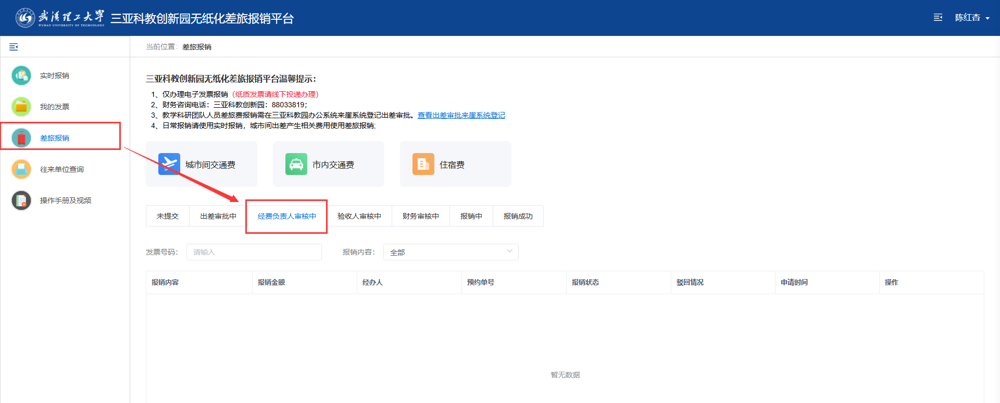 武漢理工大学
WUHAN UNIVERSITY OF TECHNOLOGY
三亚科教创新园无纸化差旅报销平台
陈红杏
当前位置： 差旅报销
实时报销
我的发票
差旅报销
往来单位查询
操作手册及视频
三亚科教创新园无纸化差旅报销平台温馨提示：
1、仅办理电子发票报销（纸质发票请线下投递办理）
2、财务咨询电话：三亚科教创新园：88033819；
3、教学科研团队人员差旅费报销需在三亚科教园办公系统来崖系统登记出差审批。查看出差审批来崖系统登记
4、日常报销请使用实时报销，城市间出差产生相关费用使用差旅报销;
城市间交通费 市内交通费 住宿费
未提交 出差审批中 经费负责人审核中 验收人审核中 财务审核中 报销中 报销成功
发票号码： 请输入 报销内容： 全部
报销内容 报销金额 经办人 预约单号 报销状态 驳回情况 申请时间 操作
暂无数据